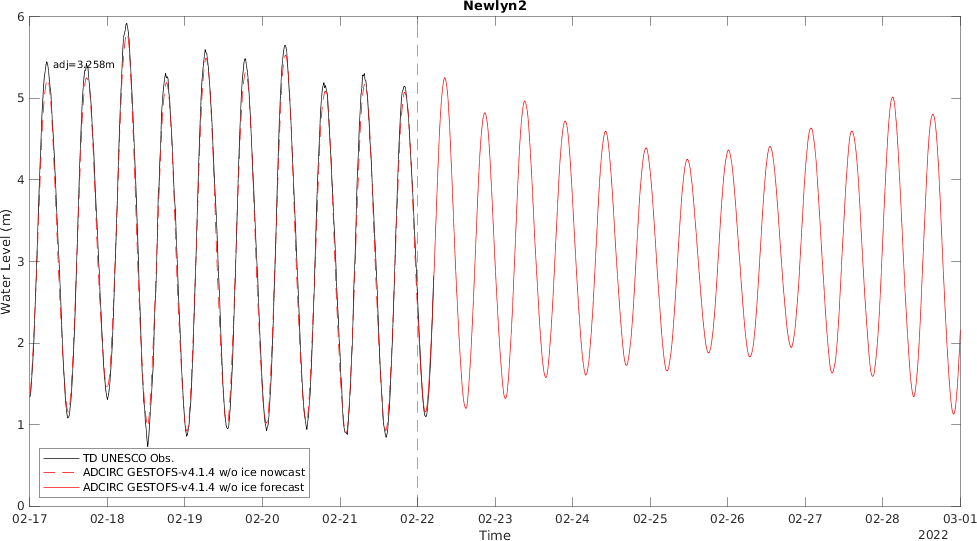 Newlyn2
6
adj=3.258m
5
4
3
2
1
0
Water Level (m)
TD UNESCO Obs.
ADCIRC GESTOFS-v4.1.4 w/o ice nowcast
ADCIRC GESTOFS-v4.1.4 w/o ice forecast
02-17 02-18 02-19 02-20 02-21 02-22 02-23 02-24 02-25 02-26 02-27 02-28 03-01
Time
2022